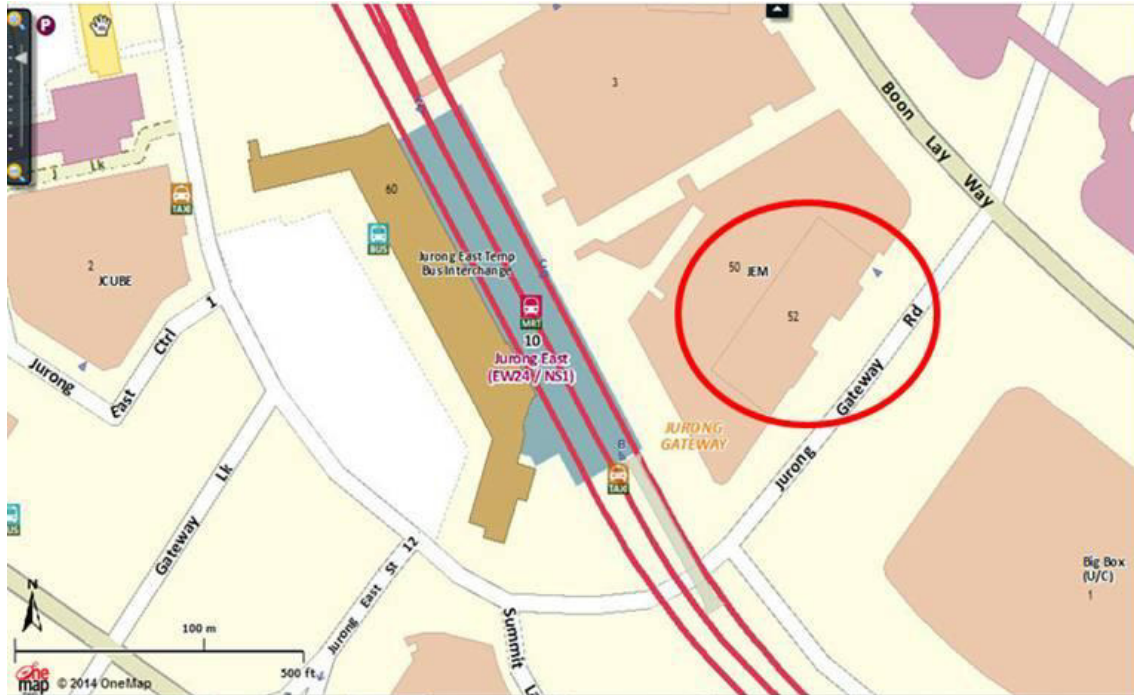 P
3
Boon Lay Way
Lk
TAXI
60
BUS
2
JCUBE
Jurong East Temp
Bus Interchange
C
50 JEM
52
MRT
10
Jurong East
(EW24 / NS1)
Jurong East Ctrl 1
JURONG
GATEWAY
B
TAXI
Jurong Gateway Rd
Gateway Lk
BUS
Jurong East St 12
Big Box
(U/C)
1
N
Summit
La
100 m
500 ft
One
map © 2014 OneMap